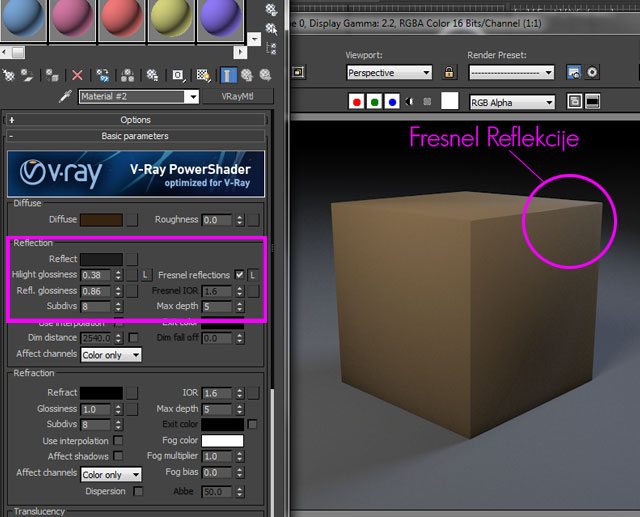 e 0, Display Gamma: 2.2, RGBA Color 16 Bits/Channel (1:1)
Viewport:
Render Preset:
Perspective
Material #2
VRayMtl
RGB Alpha
+ Options
- Basic parameters
Fresnel Refleksije
v·ray V-Ray PowerShader
optimized for V-Ray
Diffuse
Diffuse Roughness 0.0
Reflection
Reflect
Hilight glossiness 0.38 L Fresnel reflections L
Refl. glossiness 0.86 Fresnel IOR 1.6
Subdivs 8 Max depth 5
Use interpolation Exit color
Dim distance 2540.0 Dim fall off 0.0
Affect channels Color only
Refraction
Refract IOR 1.6
Glossiness 1.0 Max depth 5
Subdivs 8 Exit color
Use interpolation Fog color
Affect shadows Fog multiplier 1.0
Affect channels Color only Fog bias 0.0
Dispersion Abbe 50.0
Translucency